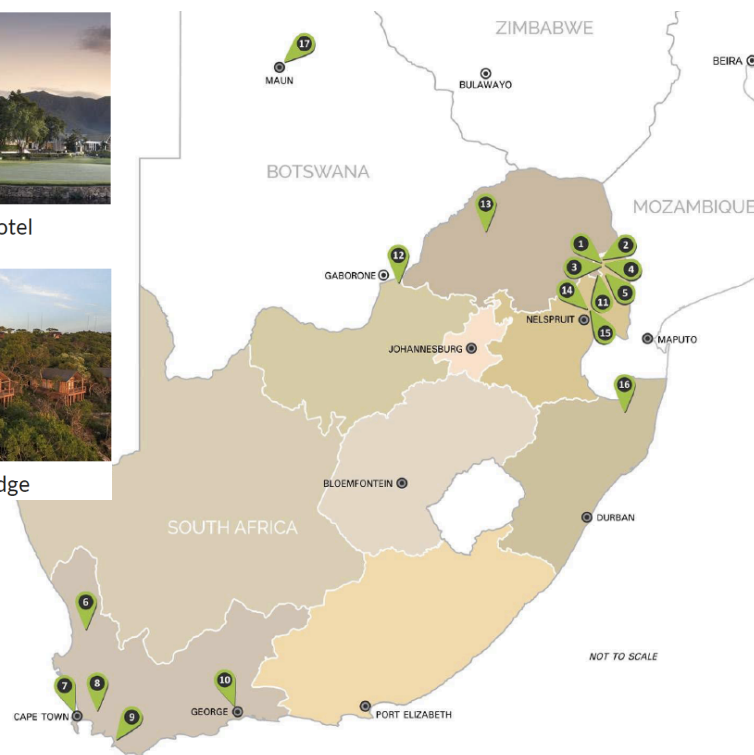 otel
dge
17
MAUN
ZIMBABWE
BEIRA
BULAWAYO
BOTSWANA
MOZAMBIQUE
13
1
2
3
4
12
GABORONE
14
11
5
NELSPRUIT
15
MAPUTO
JOHANNESBURG
16
BLOEMFONTEIN
DURBAN
SOUTH AFRICA
6
NOT TO SCALE
7
8
10
9
CAPE TOWN
GEORGE
PORT ELIZABETH